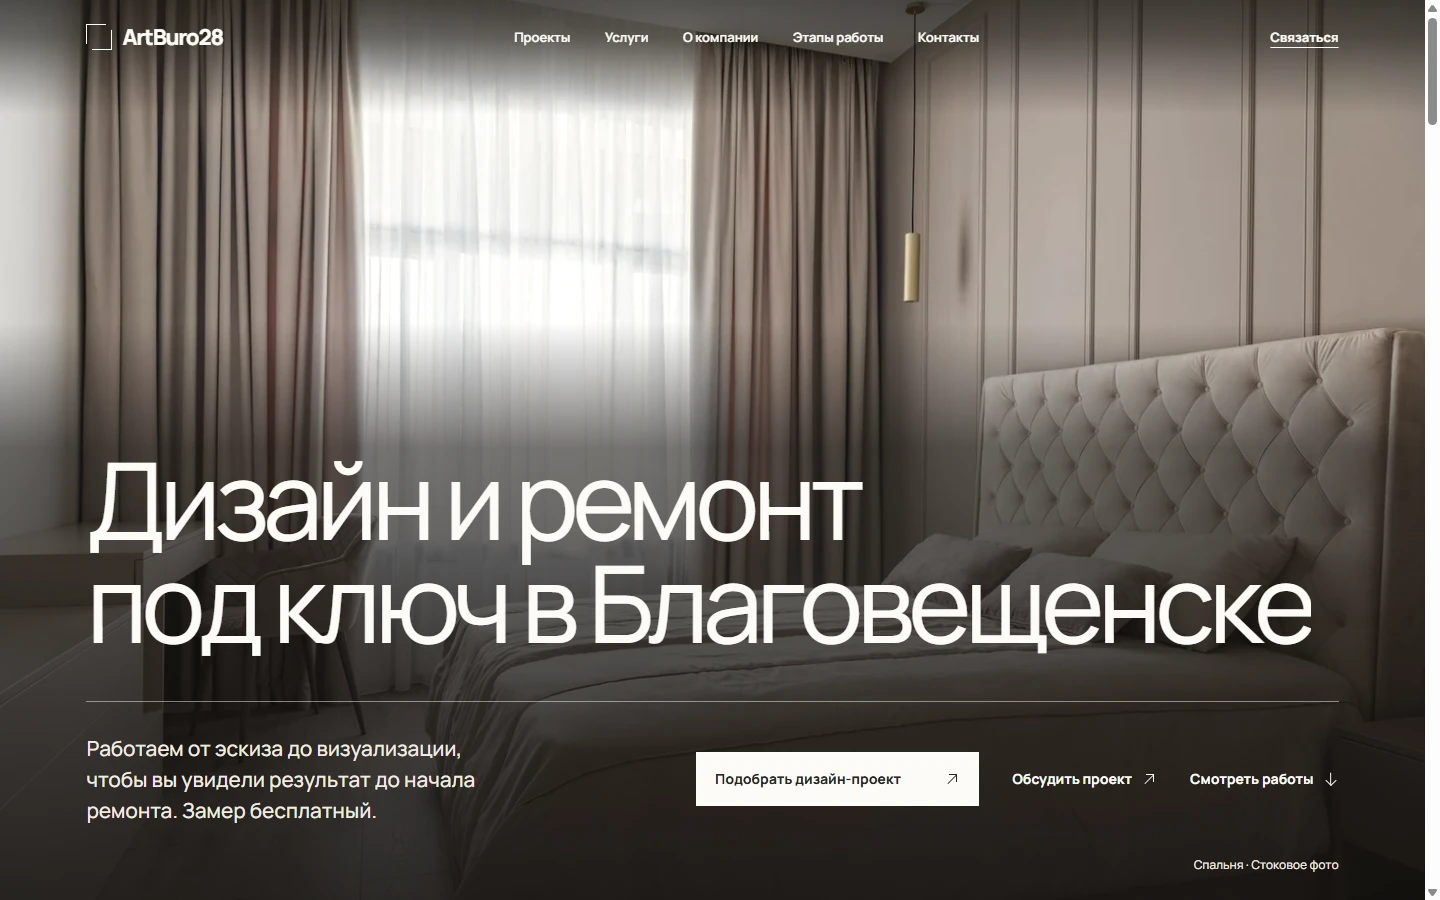 ArtBuro28
Проекты Услуги О компании Этапы работы Контакты
Связаться
Дизайн и ремонт
под ключ в Благовещенске
Работаем от эскиза до визуализации,
чтобы вы увидели результат до начала
ремонта. Замер бесплатный.
Подобрать дизайн-проект
Обсудить проект
Смотреть работы
Спальня · Стоковое фото